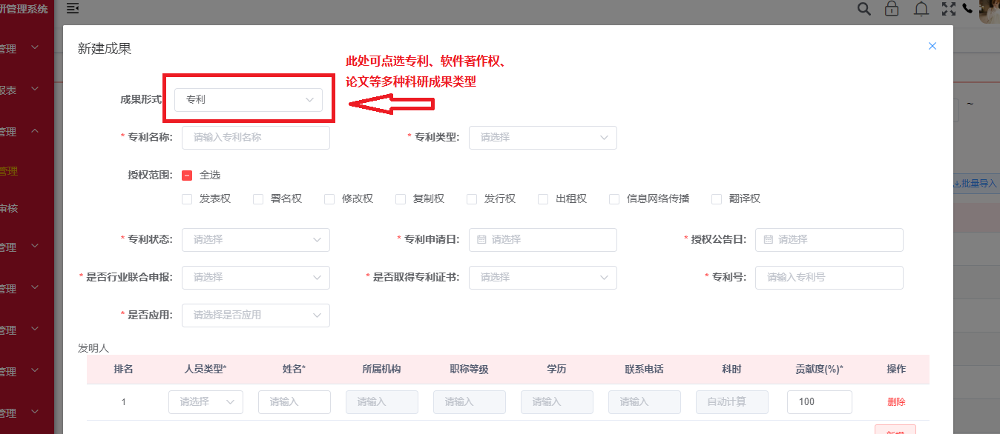 研管理系统
管理
报表
管理
管理
审核
管理
管理
管理
管理
管理
新建成果
此处可点选专利、软件著作权、
论文等多种科研成果类型
成果形式 专利
* 专利名称: 请输入专利名称 * 专利类型: 请选择
~
授权范围: 全选
批量导入
发表权 署名权 修改权 复制权 发行权 出租权 信息网络传播 翻译权
* 专利状态: 请选择 * 专利申请日: 请选择 * 授权公告日: 请选择
* 是否行业联合申报: 请选择 * 是否取得专利证书: 请选择 * 专利号: 请输入专利号
* 是否应用: 请选择是否应用
发明人
排名 人员类型* 姓名* 所属机构 职称等级 学历 联系电话 科时 贡献度(%)* 操作
1 请选择 请输入 请输入 请输入 请输入 请输入 自动计算 100 删除
新增